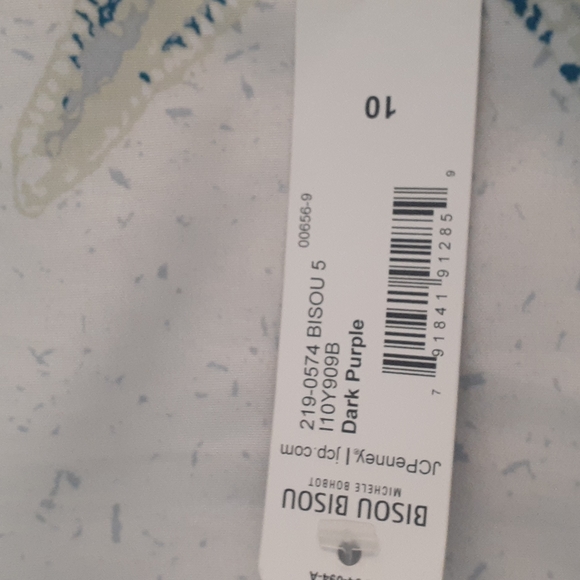 BISOU BISOU
MICHELE BOHBOT
JCPenney® | jcp.com
219-0574 BISOU 5
I10Y909B
Dark Purple
00656-9
7 91841 91285 9
10